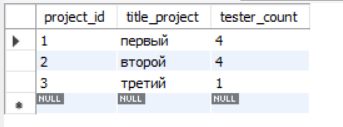 project_id title_project tester_count
1 первый 4
2 второй 4
3 третий 1
NULL NULL NULL